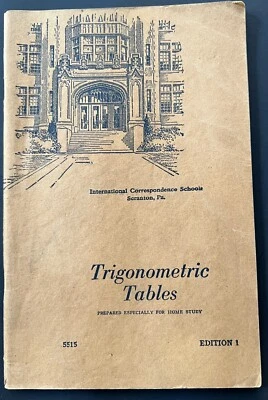 International Correspondence Schools
Scranton, Pa.
Trigonometric
Tables
PREPARED ESPECIALLY FOR HOME STUDY
5515 EDITION 1